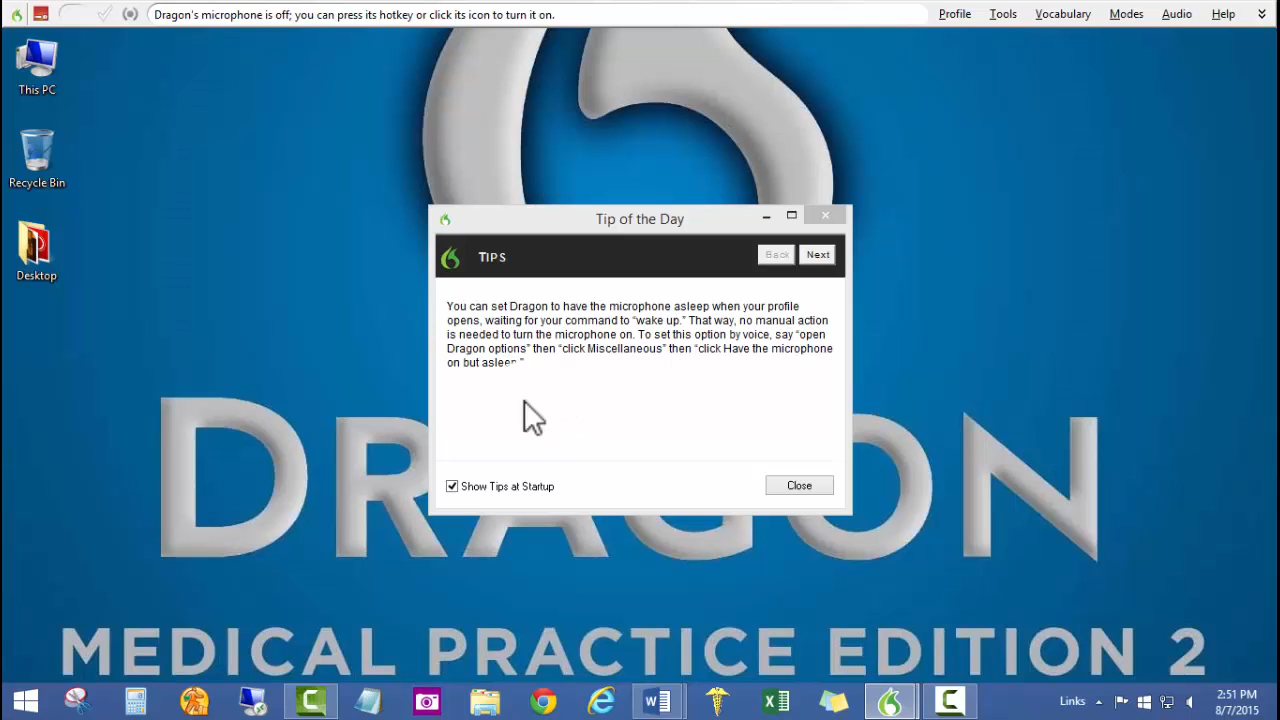 Dragon's microphone is off; you can press its hotkey or click its icon to turn it on.
Profile Tools Vocabulary Modes Audio Help
This PC
Recycle Bin
Desktop
Tip of the Day
TIPS
Back Next
You can set Dragon to have the microphone asleep when your profile
opens, waiting for your command to “wake up.” That way, no manual action
is needed to turn the microphone on. To set this option by voice, say “open
Dragon options” then “click Miscellaneous” then “click Have the microphone
on but asleep.”
Show Tips at Startup
Close
DRAGON
MEDICAL PRACTICE EDITION 2
Links
2:51 PM
8/7/2015